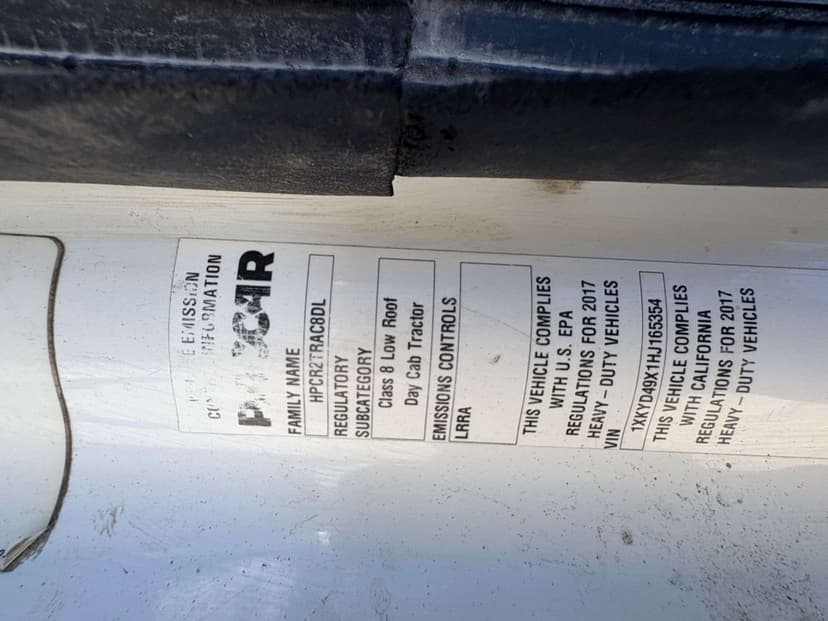 EMISSION
INFORMATION
FAMILY NAME
HPCR2TRAC8DL
REGULATORY
SUBCATEGORY
Class 8 Low Roof
Day Cab Tractor
EMISSIONS CONTROLS
LRRA
THIS VEHICLE COMPLIES
WITH U.S. EPA
REGULATIONS FOR 2017
HEAVY – DUTY VEHICLES
VIN
1XKYDA9X1HJ165354
THIS VEHICLE COMPLIES
WITH CALIFORNIA
REGULATIONS FOR 2017
HEAVY – DUTY VEHICLES